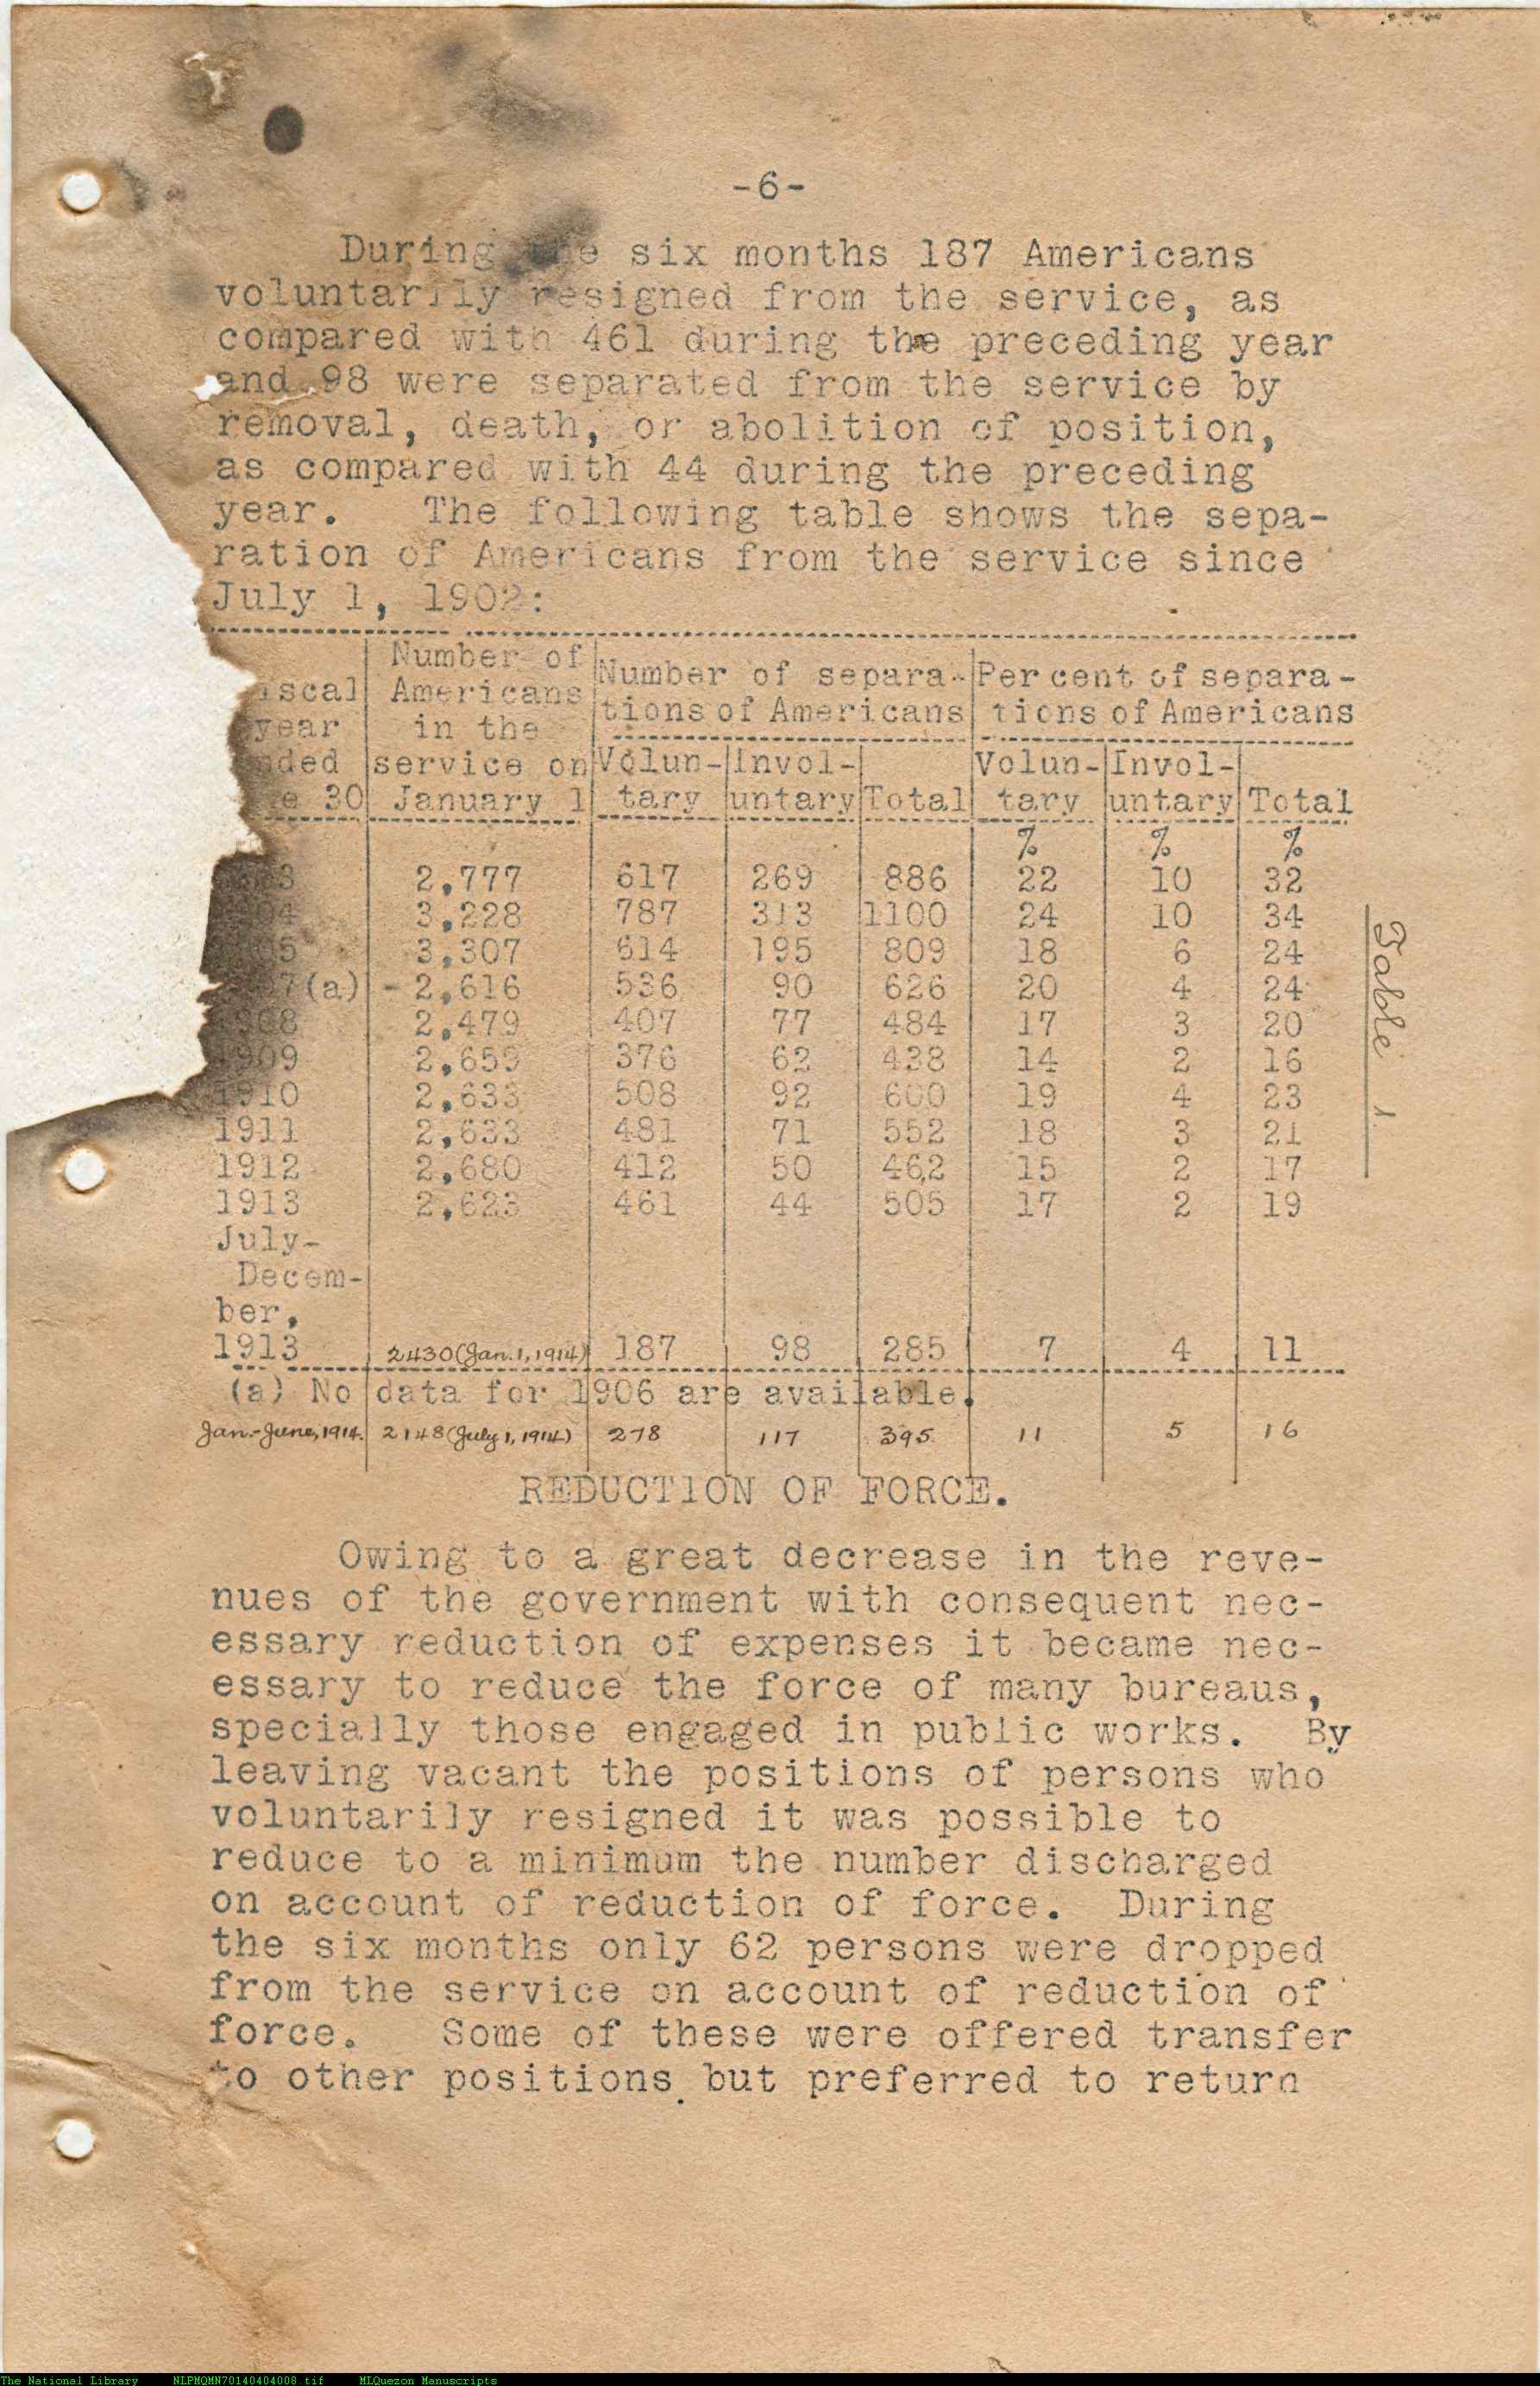 -6-
During the six months 187 Americans
voluntarily resigned from the service, as
compared with 461 during the preceding year
and 98 were separated from the service by
removal, death, or abolition of position,
as compared with 44 during the preceding
year. The following table shows the sepa-
ration of Americans from the service since
July 1, 1902:
Number of
iscal Americans Number of separa- Per cent of separa-
year in the tions of Americans tions of Americans
nded service on Volun- Invol- Volun- Invol-
e 30 January 1 tary untary Total tary untary Total
% % %
3 2,777 617 269 886 22 10 32
04 3,228 787 313 1100 24 10 34
05 3,307 614 195 809 18 6 24
07(a) - 2,616 536 90 626 20 4 24
1908 2,479 407 77 484 17 3 20
1909 2,659 376 62 438 14 2 16
1910 2,633 508 92 600 19 4 23
1911 2,633 481 71 552 18 3 21
1912 2,680 412 50 462 15 2 17
1913 2,623 461 44 505 17 2 19
July-
Decem-
ber,
1913 2430(Jan. 1, 1914) 187 98 285 7 4 11
(a) No data for 1906 are available.
Jan.-June, 1914. 2148(July 1, 1914) 278 117 395 11 5 16
Table 1.
REDUCTION OF FORCE.
Owing to a great decrease in the reve-
nues of the government with consequent nec-
essary reduction of expenses it became nec-
essary to reduce the force of many bureaus,
specially those engaged in public works. By
leaving vacant the positions of persons who
voluntarily resigned it was possible to
reduce to a minimum the number discharged
on account of reduction of force. During
the six months only 62 persons were dropped
from the service on account of reduction of
force. Some of these were offered transfer
to other positions but preferred to return
The National Library NLPMQMN70140404008.tif MLQuezon Manuscripts